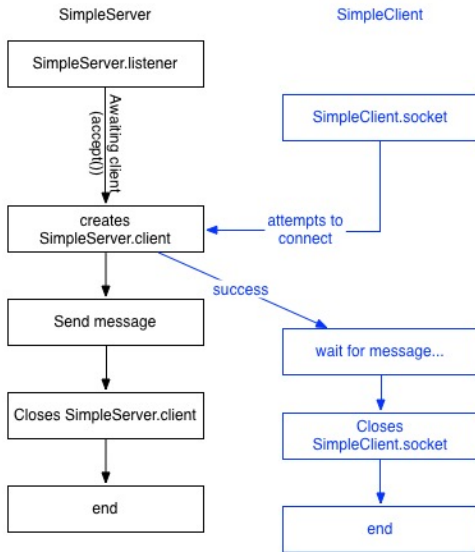 SimpleServer
SimpleClient
SimpleServer.listener
Awaiting client
(accept())
SimpleClient.socket
creates
SimpleServer.client
attempts to
connect
success
Send message
wait for message...
Closes SimpleServer.client
Closes
SimpleClient.socket
end
end